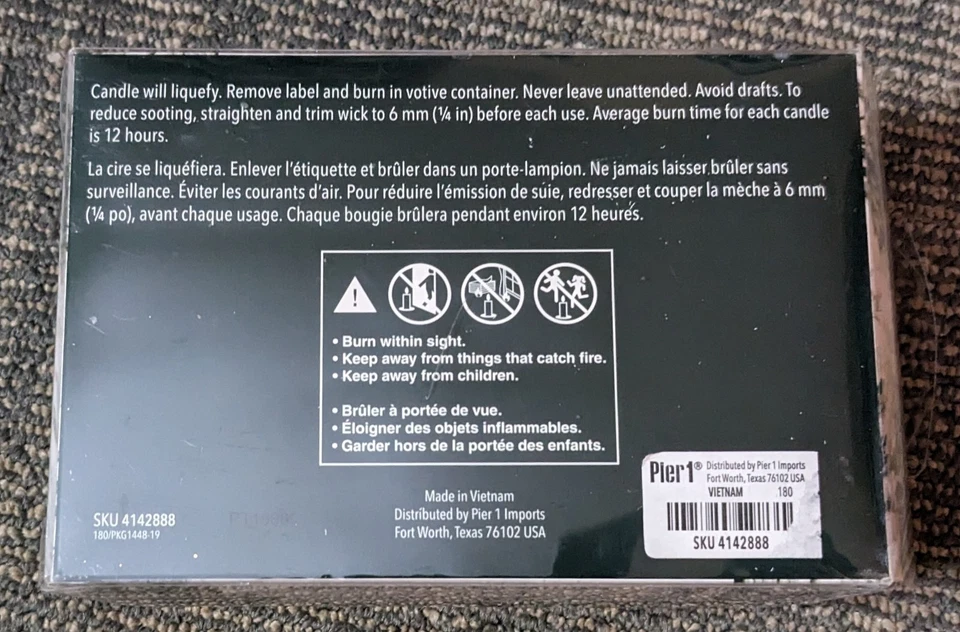 Candle will liquefy. Remove label and burn in votive container. Never leave unattended. Avoid drafts. To
reduce sooting, straighten and trim wick to 6 mm (¼ in) before each use. Average burn time for each candle
is 12 hours.
La cire se liquéfiera. Enlever l'étiquette et brûler dans un porte-lampion. Ne jamais laisser brûler sans
surveillance. Éviter les courants d'air. Pour réduire l'émission de suie, redresser et couper la mèche à 6 mm
(¼ po), avant chaque usage. Chaque bougie brûlera pendant environ 12 heures.
• Burn within sight.
• Keep away from things that catch fire.
• Keep away from children.
• Brûler à portée de vue.
• Éloigner des objets inflammables.
• Garder hors de la portée des enfants.
Made in Vietnam
Distributed by Pier 1 Imports
Fort Worth, Texas 76102 USA
SKU 4142888
180/PKG1448-19
Pier 1® Distributed by Pier 1 Imports
Fort Worth, Texas 76102 USA
VIETNAM 180
SKU 4142888